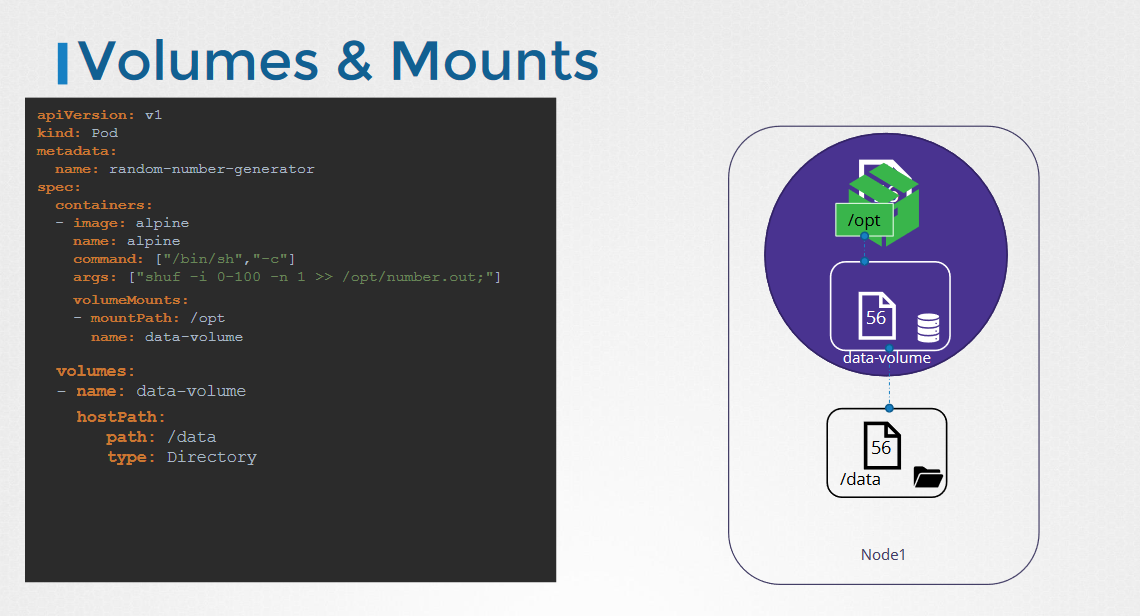 Volumes & Mounts
apiVersion: v1
kind: Pod
metadata:
  name: random-number-generator
spec:
  containers:
  - image: alpine
    name: alpine
    command: ["/bin/sh","-c"]
    args: ["shuf -i 0-100 -n 1 >> /opt/number.out;"]
    volumeMounts:
    - mountPath: /opt
      name: data-volume
  volumes:
  - name: data-volume
    hostPath:
       path: /data
       type: Directory
/opt
56
data-volume
56
/data
Node1